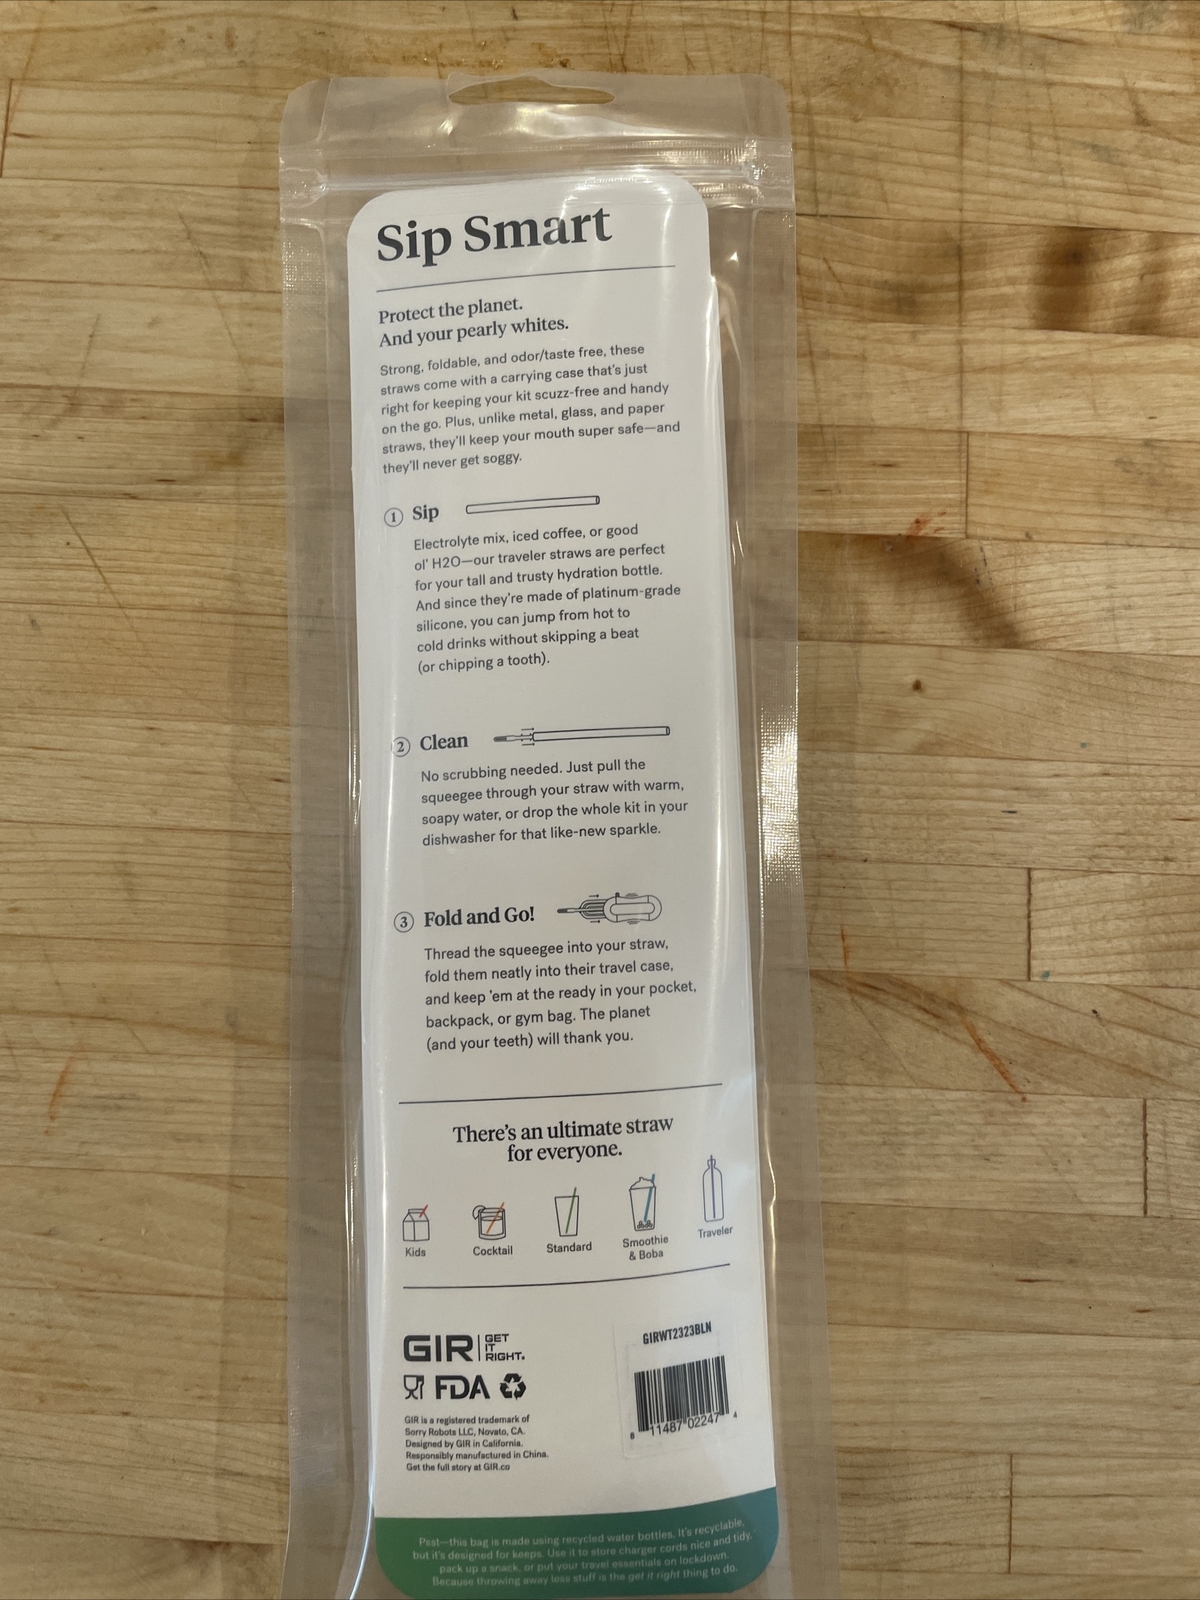 Sip Smart
Protect the planet.
And your pearly whites.
Strong, foldable, and odor/taste free, these
straws come with a carrying case that's just
right for keeping your kit scuzz-free and handy
on the go. Plus, unlike metal, glass, and paper
straws, they'll keep your mouth super safe—and
they'll never get soggy.
1 Sip
Electrolyte mix, iced coffee, or good
ol' H2O—our traveler straws are perfect
for your tall and trusty hydration bottle.
And since they're made of platinum-grade
silicone, you can jump from hot to
cold drinks without skipping a beat
(or chipping a tooth).
2 Clean
No scrubbing needed. Just pull the
squeegee through your straw with warm,
soapy water, or drop the whole kit in your
dishwasher for that like-new sparkle.
3 Fold and Go!
Thread the squeegee into your straw,
fold them neatly into their travel case,
and keep 'em at the ready in your pocket,
backpack, or gym bag. The planet
(and your teeth) will thank you.
There's an ultimate straw
for everyone.
Kids
Cocktail
Standard
Smoothie
& Boba
Traveler
GIR GET
IT
RIGHT.
FDA
GIR is a registered trademark of
Sorry Robots LLC, Novato, CA.
Designed by GIR in California.
Responsibly manufactured in China.
Get the full story at GIR.co
GIRWT2323BLN
8 11487 02247 4
Psst—this bag is made using recycled water bottles. It's recyclable,
but it's designed for keeps. Use it to store charger cords nice and tidy,
pack up a snack, or put your travel essentials on lockdown.
Because throwing away less stuff is the get it right thing to do.